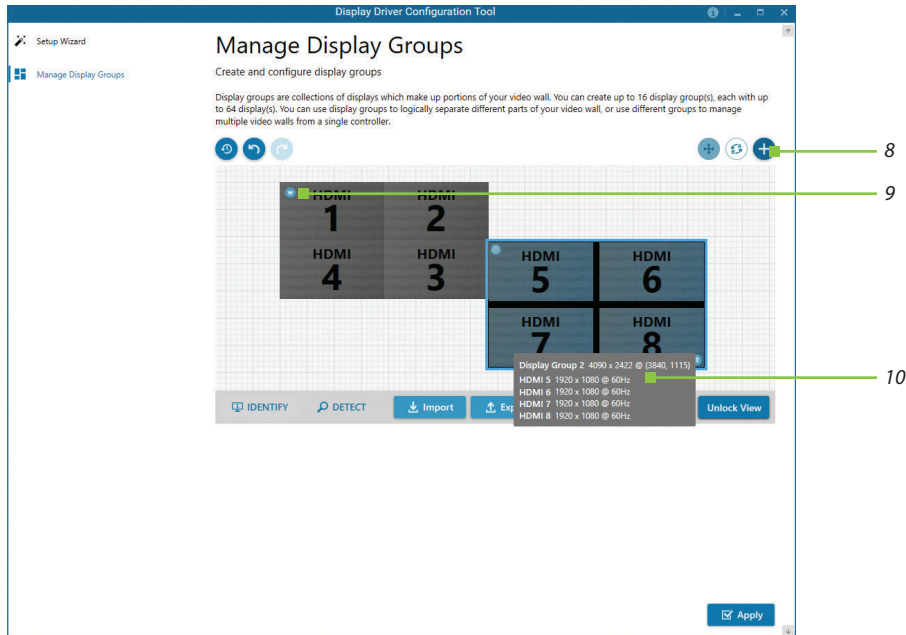 Display Driver Configuration Tool
Setup Wizard
Manage Display Groups
Manage Display Groups
Create and configure display groups
Display groups are collections of displays which make up portions of your video wall. You can create up to 16 display group(s), each with up
to 64 display(s). You can use display groups to logically separate different parts of your video wall, or use different groups to manage
multiple video walls from a single controller.
8
9
HDMI HDMI
1 2
HDMI HDMI
4 3
HDMI HDMI
5 6
HDMI HDMI
7 8
Display Group 2 4090 x 2422 @ (3840, 1115)
HDMI 5 1920 x 1080 @ 60Hz
HDMI 6 1920 x 1080 @ 60Hz
HDMI 7 1920 x 1080 @ 60Hz
HDMI 8 1920 x 1080 @ 60Hz
10
IDENTIFY DETECT Import Exp Unlock View
Apply